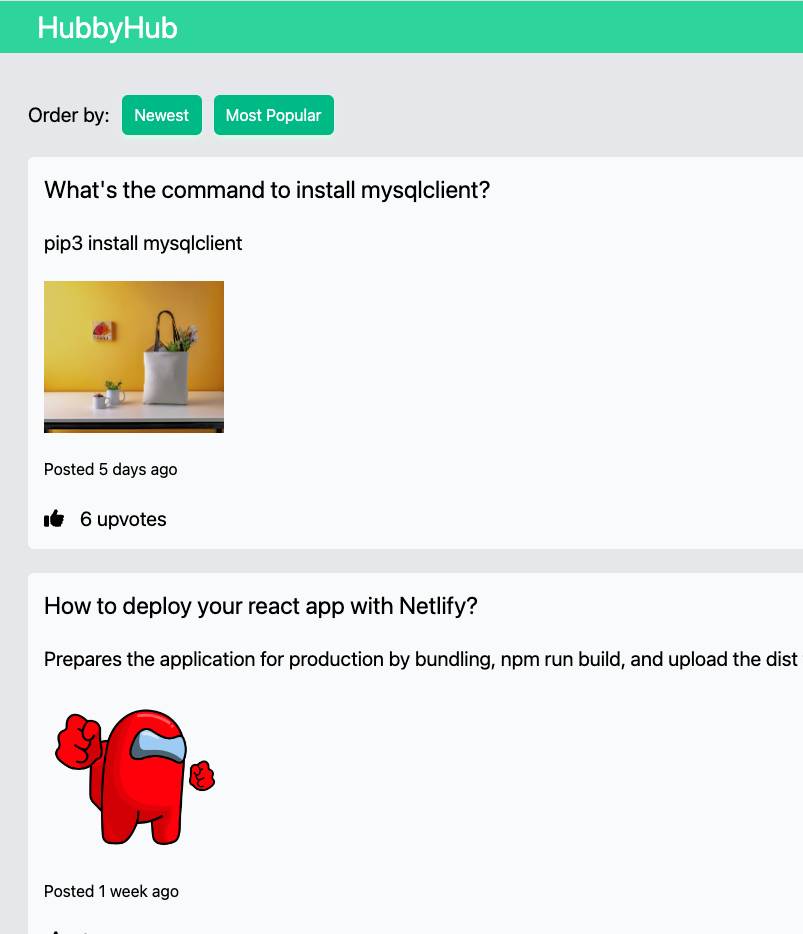 HubbyHub
Order by: Newest Most Popular
What's the command to install mysqlclient?
pip3 install mysqlclient
Posted 5 days ago
6 upvotes
How to deploy your react app with Netlify?
Prepares the application for production by bundling, npm run build, and upload the dist
Posted 1 week ago